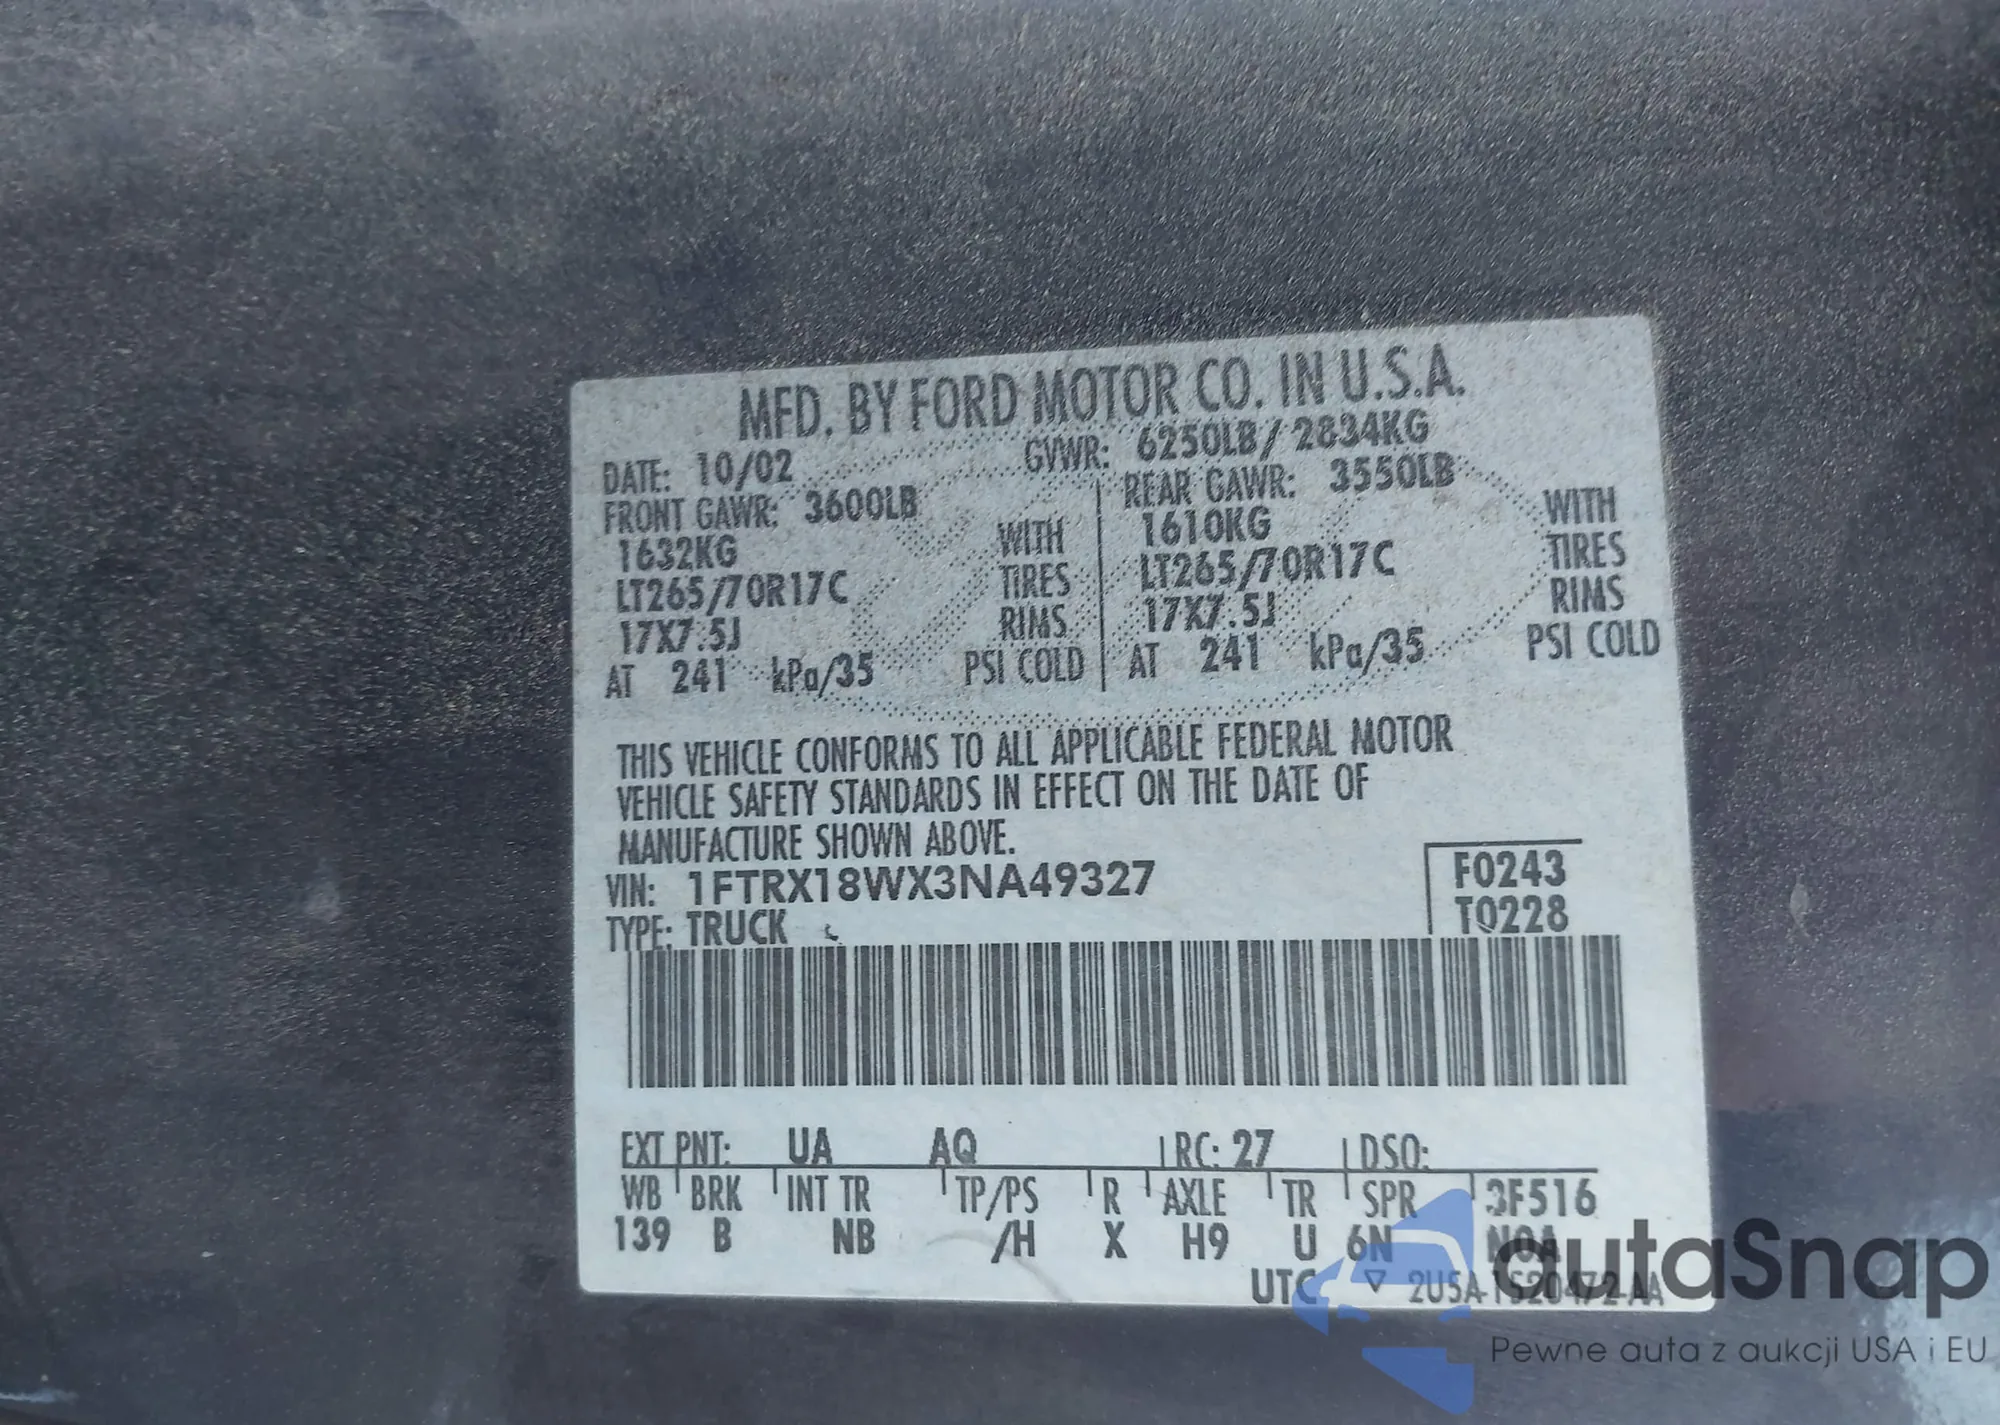 MFD. BY FORD MOTOR CO. IN U.S.A.
DATE: 10/02 GVWR: 6250LB/ 2834KG
FRONT GAWR: 3600LB REAR GAWR: 3550LB
1632KG WITH 1610KG WITH
LT265/70R17C TIRES LT265/70R17C TIRES
17X7.5J RIMS 17X7.5J RIMS
AT 241 kPa/35 PSI COLD AT 241 kPa/35 PSI COLD
THIS VEHICLE CONFORMS TO ALL APPLICABLE FEDERAL MOTOR
VEHICLE SAFETY STANDARDS IN EFFECT ON THE DATE OF
MANUFACTURE SHOWN ABOVE.
VIN: 1FTRX18WX3NA49327 F0243
TYPE: TRUCK T0228
EXT PNT: UA AQ RC: 27 DSO:
WB BRK INT TR TP/PS R AXLE TR SPR 3F516
139 B NB /H X H9 U 6N N0A
UTC ▽ 2U5A-1520472-AA
autaSnap
Pewne auta z aukcji USA i EU